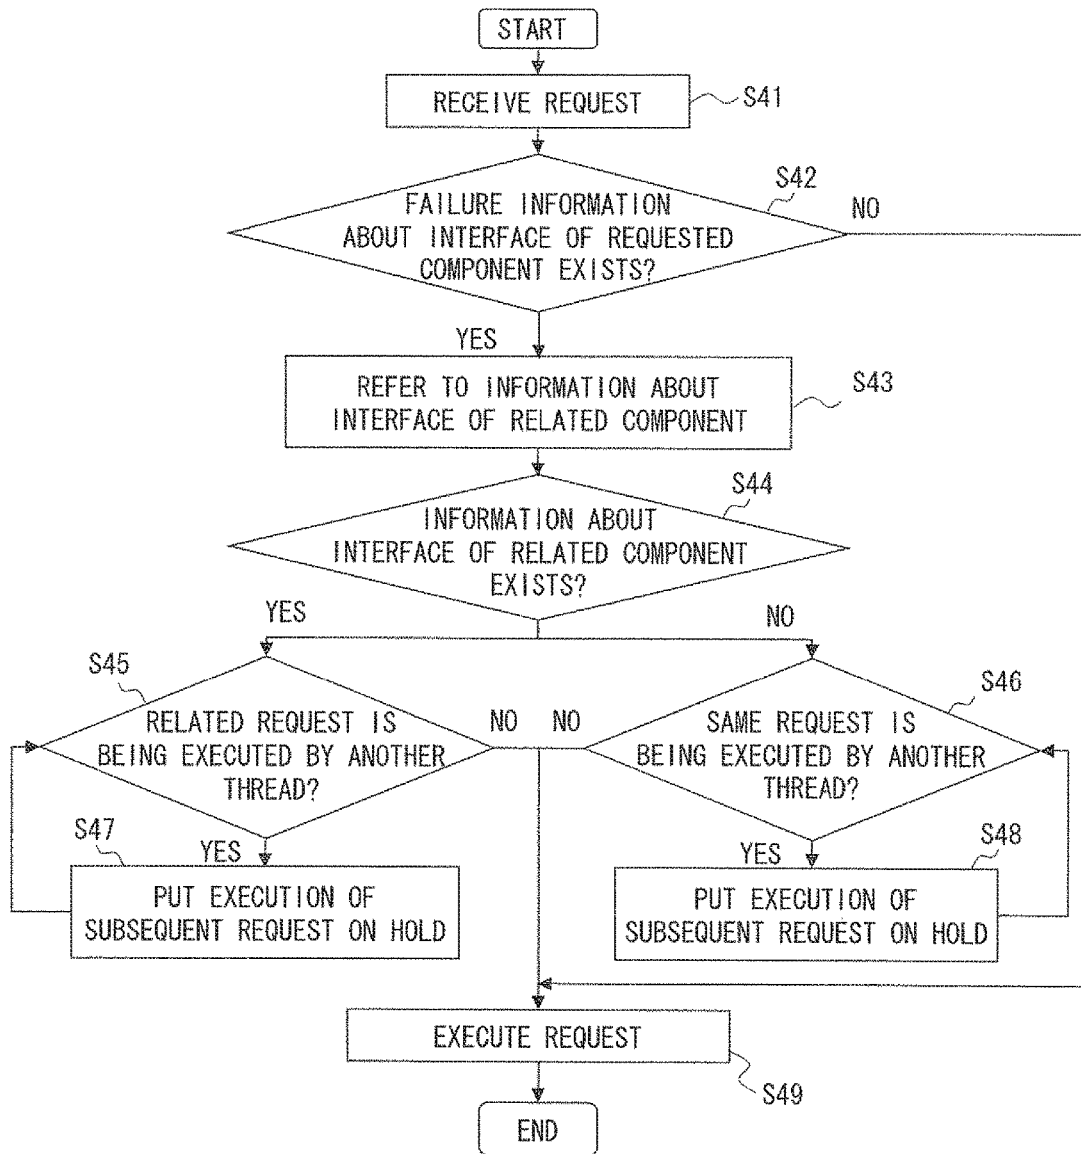 START
RECEIVE REQUEST
S41
S42
FAILURE INFORMATION
ABOUT INTERFACE OF REQUESTED
COMPONENT EXISTS?
NO
YES
REFER TO INFORMATION ABOUT
INTERFACE OF RELATED COMPONENT
S43
S44
INFORMATION ABOUT
INTERFACE OF RELATED COMPONENT
EXISTS?
YES
NO
S45
RELATED REQUEST IS
BEING EXECUTED BY ANOTHER
THREAD?
NO
NO
S46
SAME REQUEST IS
BEING EXECUTED BY ANOTHER
THREAD?
S47
YES
PUT EXECUTION OF
SUBSEQUENT REQUEST ON HOLD
YES
S48
PUT EXECUTION OF
SUBSEQUENT REQUEST ON HOLD
EXECUTE REQUEST
S49
END